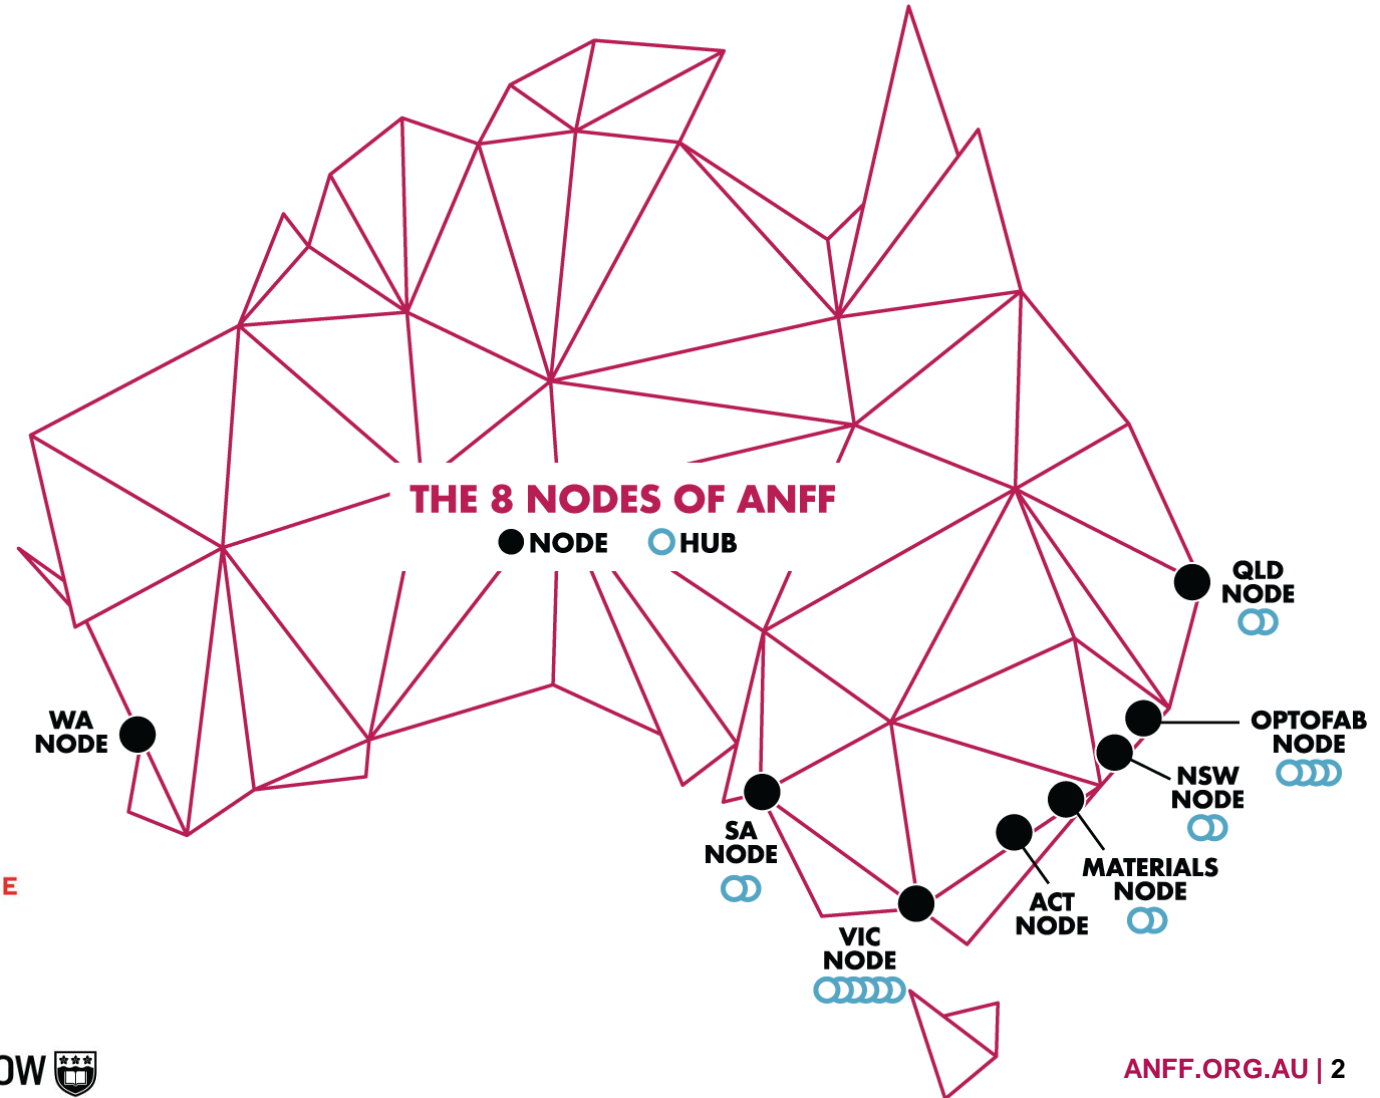 THE 8 NODES OF ANFF
NODE HUB
QLD
NODE
WA
NODE
OPTOFAB
NODE
NSW
NODE
SA
NODE
MATERIALS
NODE
ACT
NODE
VIC
NODE
E
OW
ANFF.ORG.AU | 2